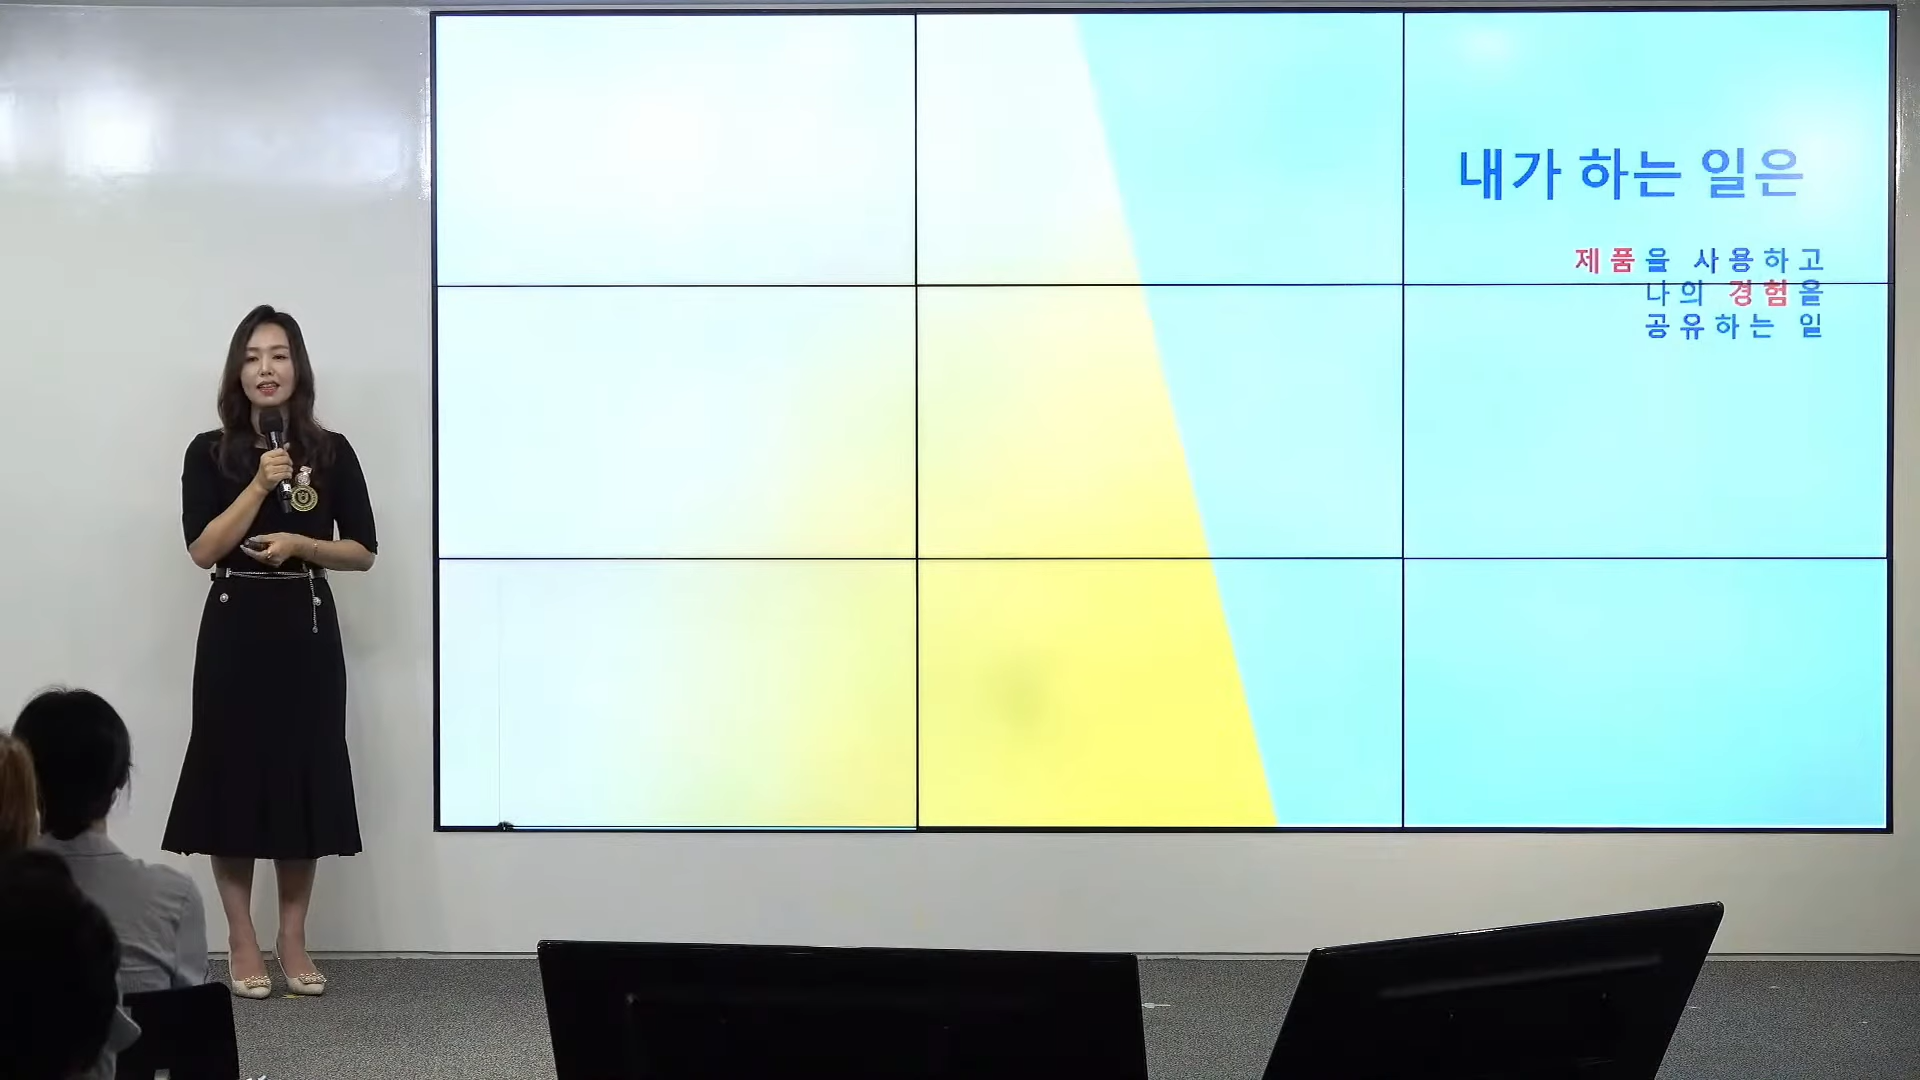 내가 하는 일은
제품을 사용하고
나의 경험을
공유하는 일